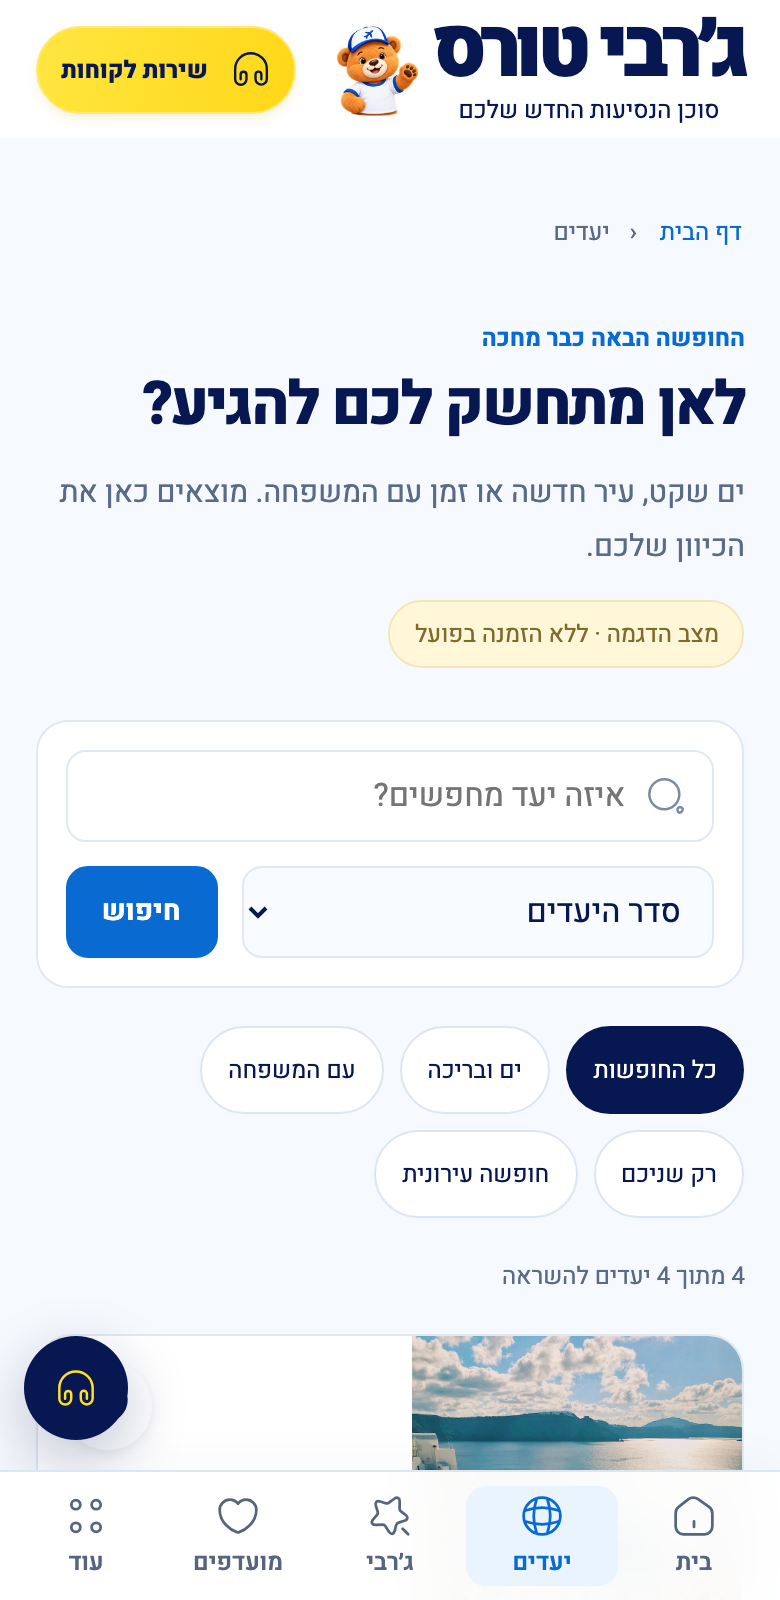 ג'רבי טורס
סוכן הנסיעות החדש שלכם
שירות לקוחות
דף הבית › יעדים
החופשה הבאה כבר מחכה
לאן מתחשק לכם להגיע?
ים שקט, עיר חדשה או זמן עם המשפחה. מוצאים כאן את
הכיוון שלכם.
מצב הדגמה · ללא הזמנה בפועל
איזה יעד מחפשים?
סדר היעדים
חיפוש
כל החופשות
ים ובריכה
עם המשפחה
רק שניכם
חופשה עירונית
4 מתוך 4 יעדים להשראה
בית
יעדים
ג'רבי
מועדפים
עוד